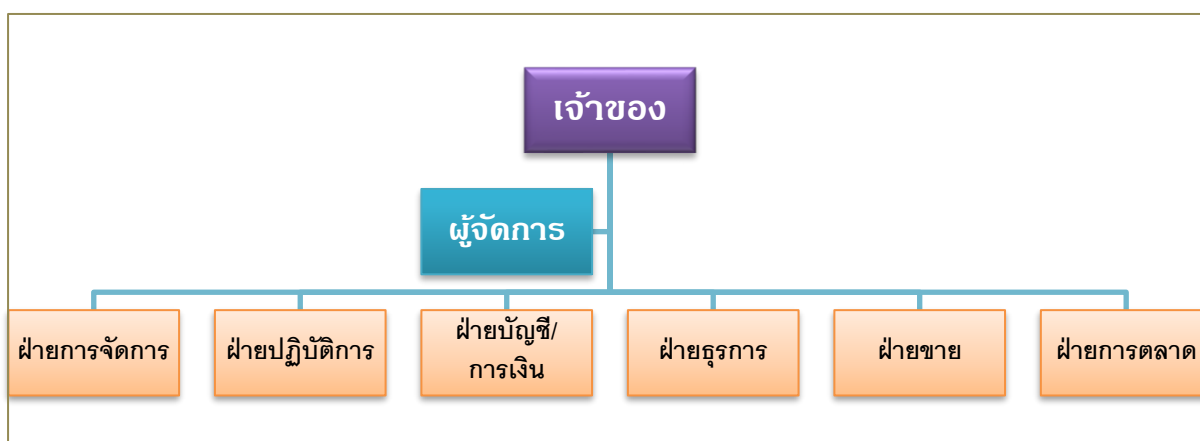 เจ้าของ
ผู้จัดการ
ฝ่ายการจัดการ
ฝ่ายปฏิบัติการ
ฝ่ายบัญชี/
การเงิน
ฝ่ายธุรการ
ฝ่ายขาย
ฝ่ายการตลาด